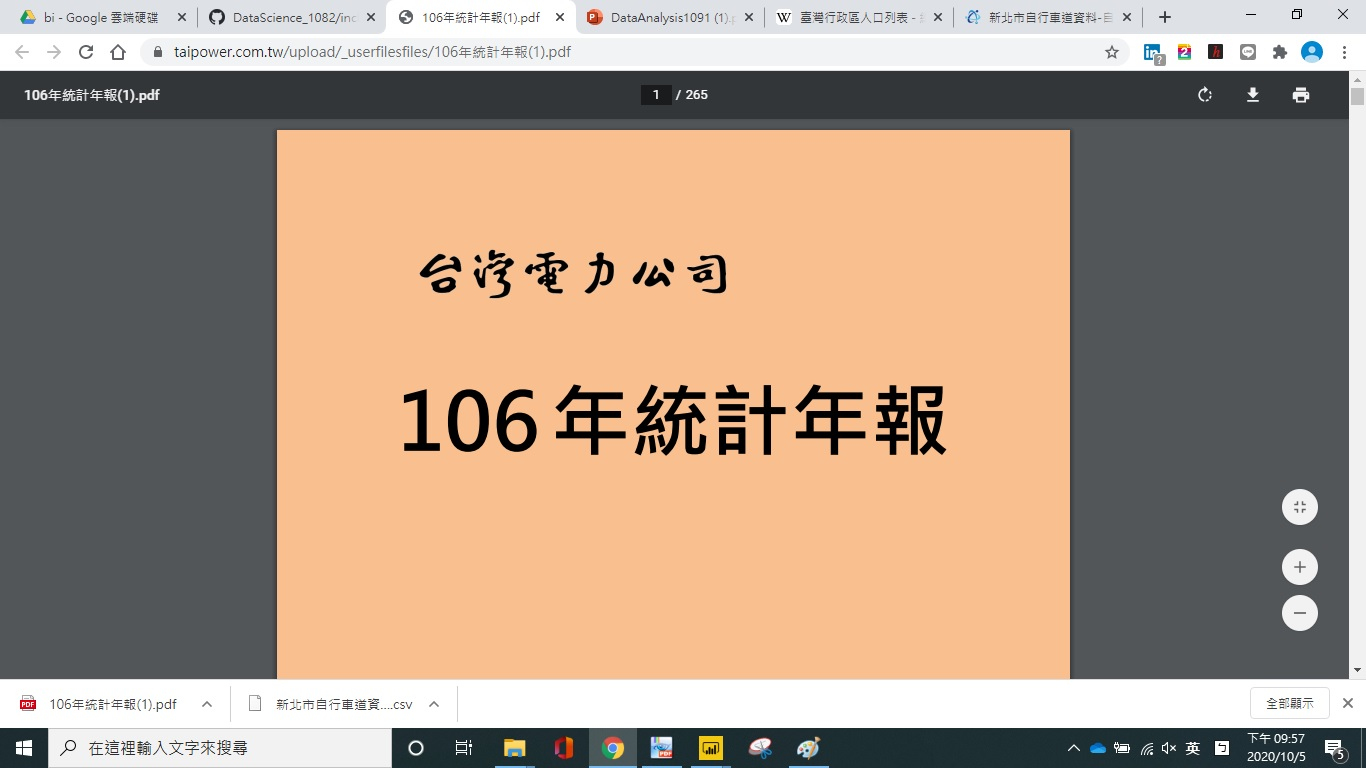 bi - Google 雲端硬碟
DataScience_1082/inc
106年統計年報(1).pdf
DataAnalysis1091 (1).p
臺灣行政區人口列表 -
新北市自行車道資料-
taipower.com.tw/upload/_userfilesfiles/106年統計年報(1).pdf
106年統計年報(1).pdf
1 / 265
台灣電力公司
106年統計年報
106年統計年報(1).pdf
新北市自行車道資....csv
全部顯示
在這裡輸入文字來搜尋
英
下午 09:57
2020/10/5
5